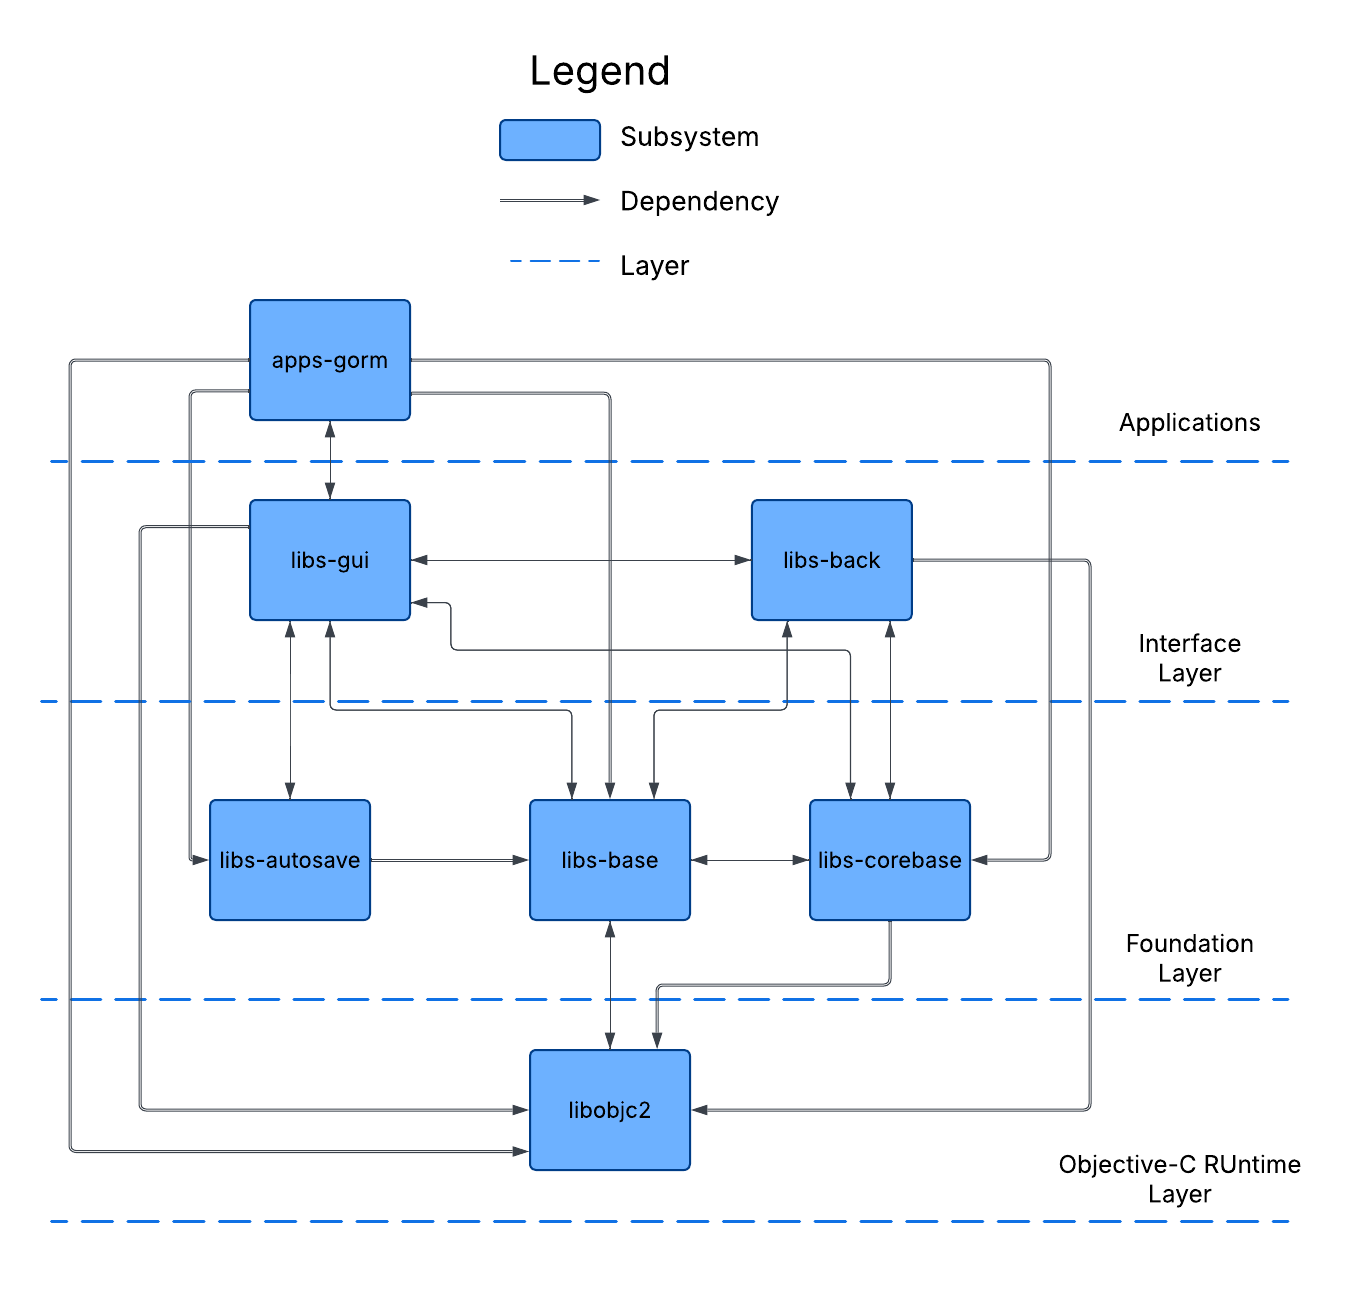 Legend
Subsystem
Dependency
Layer
apps-gorm
Applications
libs-gui
libs-back
Interface
Layer
libs-autosave
libs-base
libs-corebase
Foundation
Layer
libobjc2
Objective-C RUntime
Layer